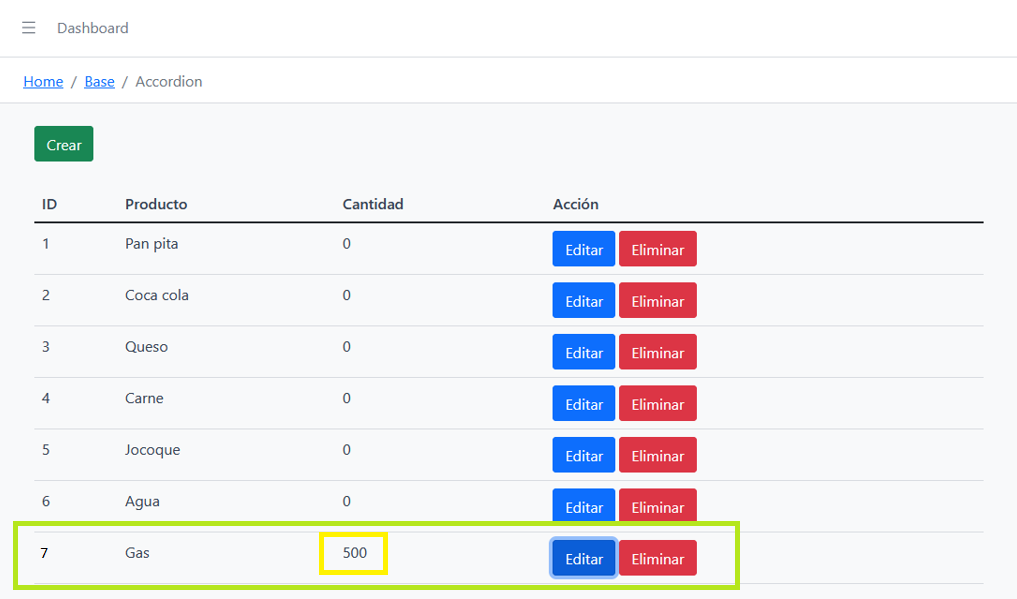 Dashboard
Home / Base / Accordion
Crear
ID Producto Cantidad Acción
1 Pan pita 0 Editar Eliminar
2 Coca cola 0 Editar Eliminar
3 Queso 0 Editar Eliminar
4 Carne 0 Editar Eliminar
5 Jocoque 0 Editar Eliminar
6 Agua 0 Editar Eliminar
7 Gas 500 Editar Eliminar